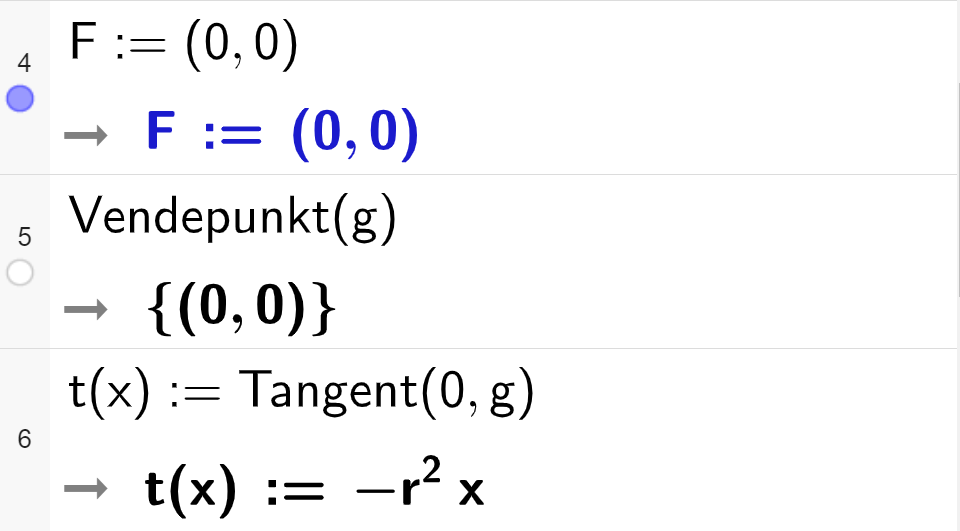 4
F := (0, 0)
→ F := (0, 0)
5
Vendepunkt(g)
→ {(0, 0)}
6
t(x) := Tangent(0, g)
→ t(x) := −r² x